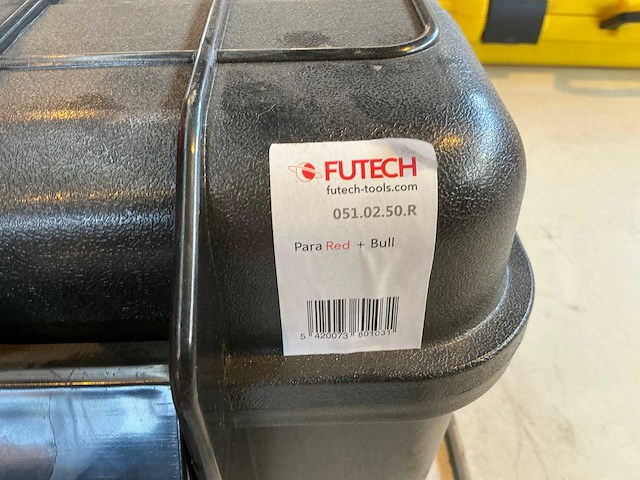 FUTECH
futech-tools.com
051.02.50.R
Para Red + Bull
5 420073 801031